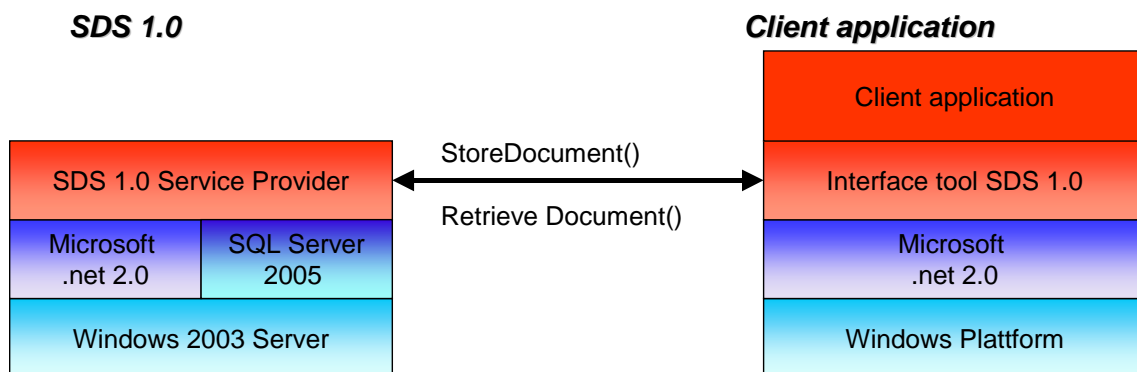 SDS 1.0
Client application
Client application
StoreDocument()
SDS 1.0 Service Provider
Interface tool SDS 1.0
Retrieve Document()
Microsoft
.net 2.0
SQL Server
2005
Microsoft
.net 2.0
Windows 2003 Server
Windows Plattform